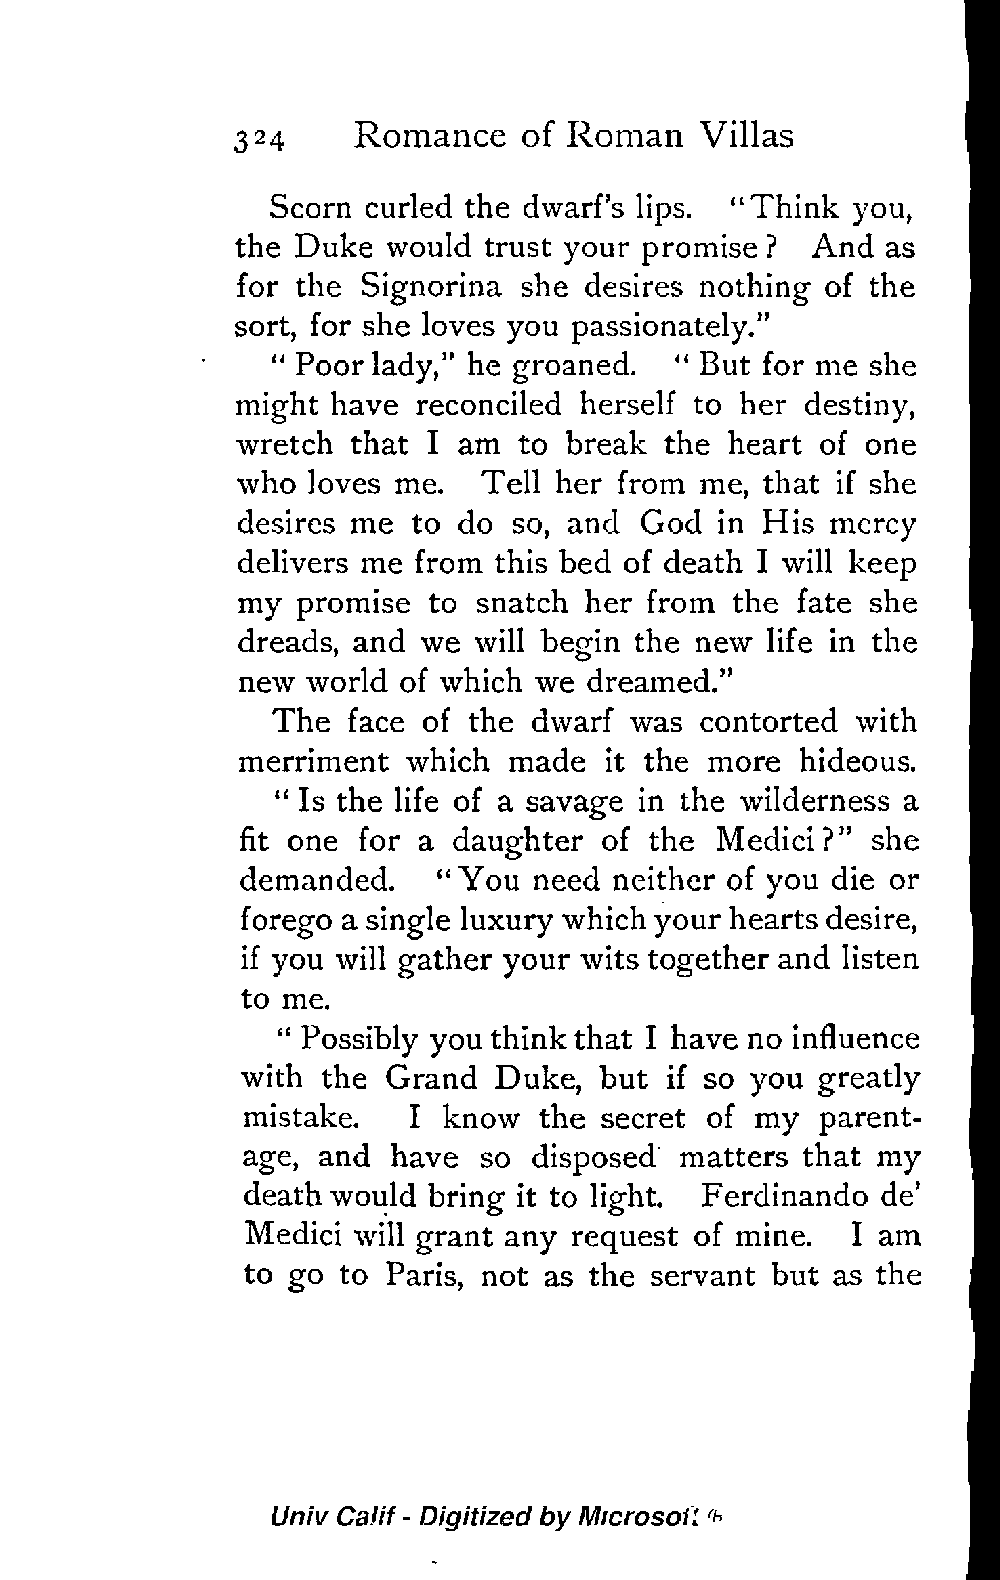 324 Romance of Roman Villas
Scorn curled the dwarf's lips. "Think you,
the Duke would trust your promise? And as
for the Signorina she desires nothing of the
sort, for she loves you passionately."
"Poor lady," he groaned. "But for me she
might have reconciled herself to her destiny,
wretch that I am to break the heart of one
who loves me. Tell her from me, that if she
desires me to do so, and God in His mercy
delivers me from this bed of death I will keep
my promise to snatch her from the fate she
dreads, and we will begin the new life in the
new world of which we dreamed."
The face of the dwarf was contorted with
merriment which made it the more hideous.
"Is the life of a savage in the wilderness a
fit one for a daughter of the Medici?" she
demanded. "You need neither of you die or
forego a single luxury which your hearts desire,
if you will gather your wits together and listen
to me.
"Possibly you think that I have no influence
with the Grand Duke, but if so you greatly
mistake. I know the secret of my parent-
age, and have so disposed matters that my
death would bring it to light. Ferdinando de'
Medici will grant any request of mine. I am
to go to Paris, not as the servant but as the
Univ Calif - Digitized by Microsoft ®